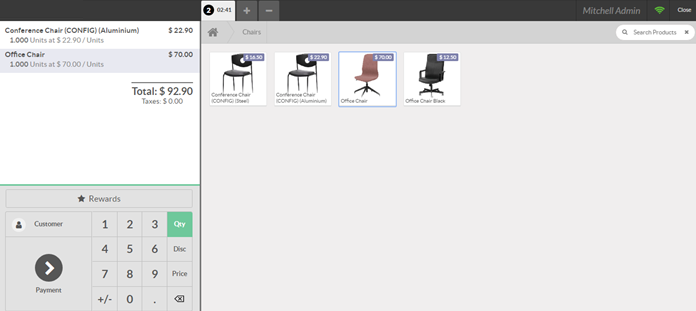 2 02:41 + −
Mitchell Admin
Close
Conference Chair (CONFIG) (Aluminium) $ 22.90
1.000 Units at $ 22.90 / Units
Office Chair $ 70.00
1.000 Units at $ 70.00 / Units
Total: $ 92.90
Taxes: $ 0.00
Chairs
Search Products
$ 16.50
Conference Chair
(CONFIG) (Steel)
$ 22.90
Conference Chair
(CONFIG) (Aluminium)
$ 70.00
Office Chair
$ 12.50
Office Chair Black
Rewards
Customer 1 2 3 Qty
4 5 6 Disc
Payment 7 8 9 Price
+/- 0 .